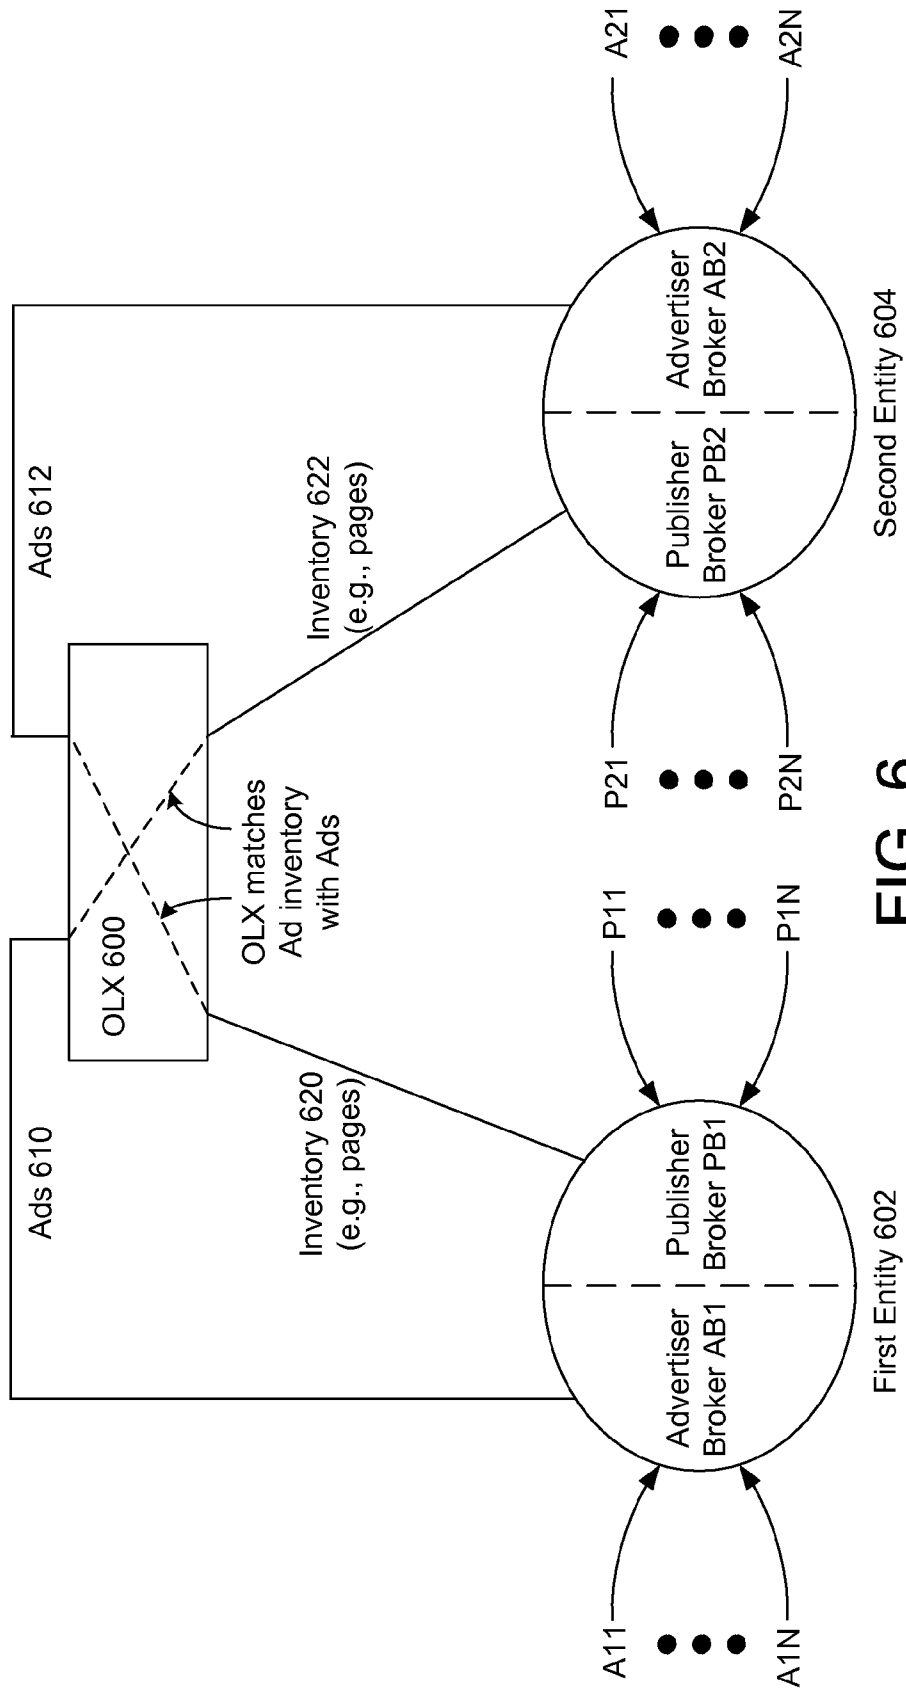 Ads 610
Ads 612
OLX 600
OLX matches
Ad inventory
with Ads
Inventory 620
(e.g., pages)
Inventory 622
(e.g., pages)
A11
A1N
Advertiser
Broker AB1
Publisher
Broker PB1
P11
P1N
P21
P2N
Publisher
Broker PB2
Advertiser
Broker AB2
A21
A2N
First Entity 602
Second Entity 604
FIG. 6